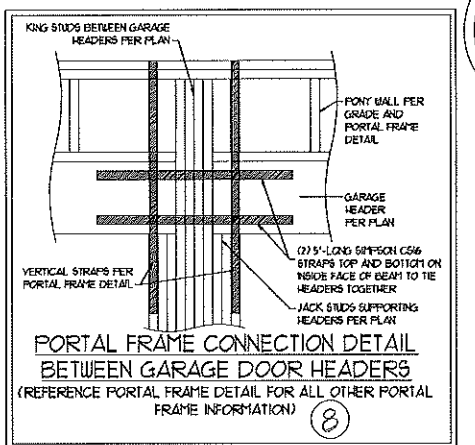 KING STUDS BETWEEN GARAGE
HEADERS PER PLAN
PONY WALL PER
GRADE AND
PORTAL FRAME
DETAIL
GARAGE
HEADER
PER PLAN
(2) 5'-LONG SIMPSON CS16
STRAPS TOP AND BOTTOM ON
INSIDE FACE OF BEAM TO TIE
HEADERS TOGETHER
VERTICAL STRAPS PER
PORTAL FRAME DETAIL
JACK STUDS SUPPORTING
HEADERS PER PLAN
PORTAL FRAME CONNECTION DETAIL
BETWEEN GARAGE DOOR HEADERS
(REFERENCE PORTAL FRAME DETAIL FOR ALL OTHER PORTAL
FRAME INFORMATION)
8